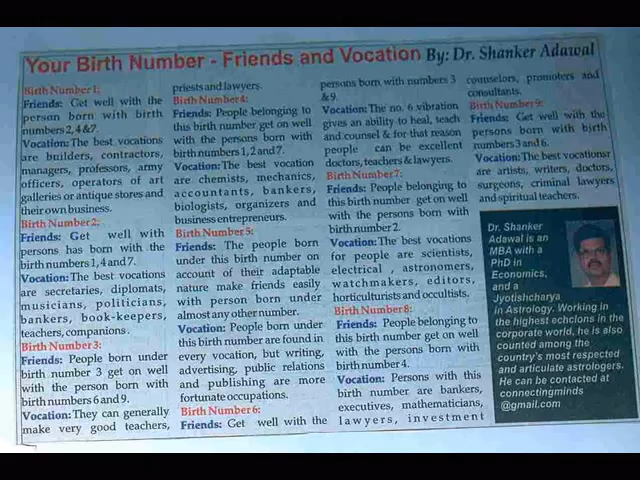 Your Birth Number - Friends and Vocation By: Dr. Shanker Adawal
Birth Number 1:
Friends: Get well with the
person born with birth
numbers 2, 4 &7.
Vocation: The best vocations
are builders, contractors,
managers, professors, army
officers, operators of art
galleries or antique stores and
their own business.
Birth Number 2:
Friends: Get well with
persons has born with the
birth numbers 1, 4 and 7.
Vocation: The best vocations
are secretaries, diplomats,
musicians, politicians,
bankers, book-keepers,
teachers, companions .
Birth Number 3:
Friends: People born under
birth number 3 get on well
with the person born with
birth numbers 6 and 9.
Vocation: They can generally
make very good teachers,
priests and lawyers.
Birth Number 4:
Friends: People belonging to
this birth number get on well
with the persons born with
birth numbers 1, 2 and 7.
Vocation: The best vocation
are chemists, mechanics,
accountants, bankers,
biologists, organizers and
business entrepreneurs.
Birth Number 5:
Friends: The people born
under this birth number on
account of their adaptable
nature make friends easily
with person born under
almost any other number.
Vocation: People born under
this birth number are found in
every vocation, but writing,
advertising, public relations
and publishing are more
fortunate occupations.
Birth Number 6:
Friends: Get well with the
persons born with numbers 3
&9.
Vocation: The no. 6 vibration
gives an ability to heal, teach
and counsel & for that reason
people can be excellent
doctors, teachers & lawyers.
Birth Number 7:
Friends: People belonging to
this birth number get on well
with the persons born with
birth number 2.
Vocation: The best vocations
for people are scientists,
electrical , astronomers,
watchmakers, editors,
horticulturists and occultists.
Birth Number 8:
Friends: People belonging to
this birth number get on well
with the persons born with
birth number 4.
Vocation: Persons with this
birth number are bankers,
executives, mathematicians,
lawyers, investment
counselors, promoters and
consultants.
Birth Number 9:
Friends: Get well with the
persons born with birth
numbers 3 and 6.
Vocation: The best vocationsr
are artists, writers, doctors,
surgeons, criminal lawyers
and spiritual teachers.
Dr. Shanker
Adawal is an
MBA with a
PhD in
Economics,
and a
Jyotishcharya
in Astrology. Working in
the highest echclons in the
corporate world, he is also
counted among the
country's most respected
and articulate astrologers.
He can be contacted at
connectingminds
@gmail.com